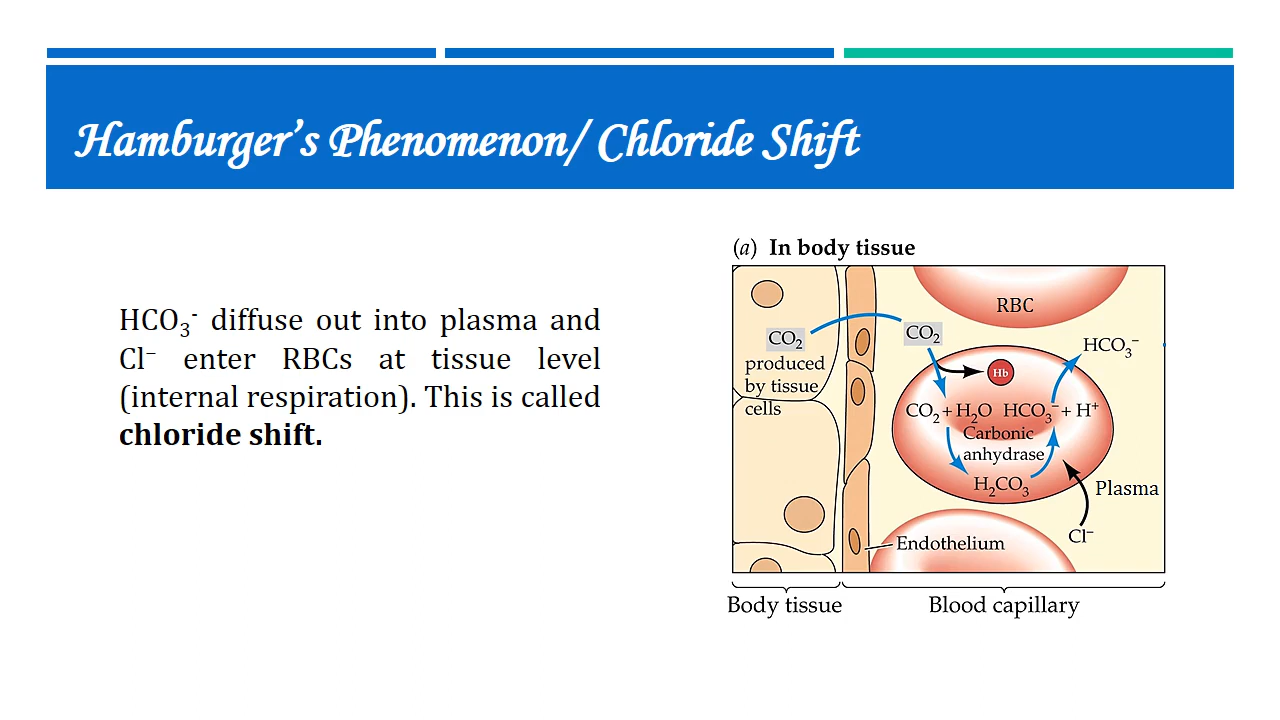 Hamburger’s Phenomenon/ Chloride Shift
HCO₃⁻ diffuse out into plasma and
Cl⁻ enter RBCs at tissue level
(internal respiration). This is called
chloride shift.
(a) In body tissue
RBC
CO₂
produced
by tissue
cells
CO₂
HCO₃⁻
Hb
CO₂ + H₂O HCO₃⁻ + H⁺
Carbonic
anhydrase
H₂CO₃
Plasma
Cl⁻
Endothelium
Body tissue
Blood capillary